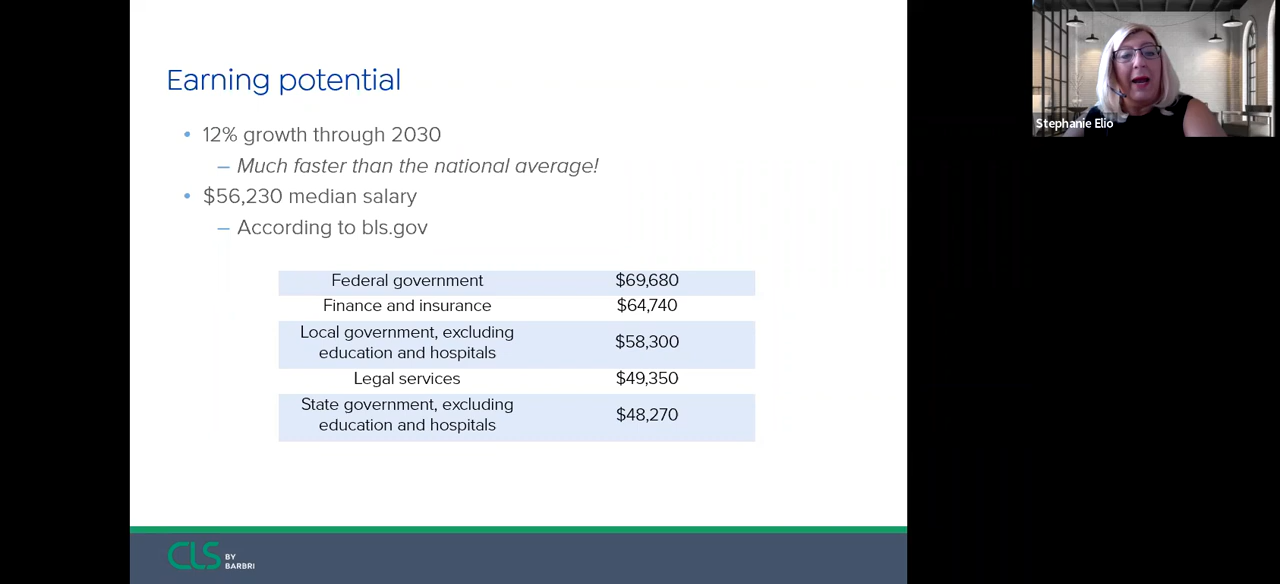 Earning potential
• 12% growth through 2030
– Much faster than the national average!
• $56,230 median salary
– According to bls.gov
Federal government $69,680
Finance and insurance $64,740
Local government, excluding
education and hospitals $58,300
Legal services $49,350
State government, excluding
education and hospitals $48,270
CLS BY
BARBRI
Stephanie Elio